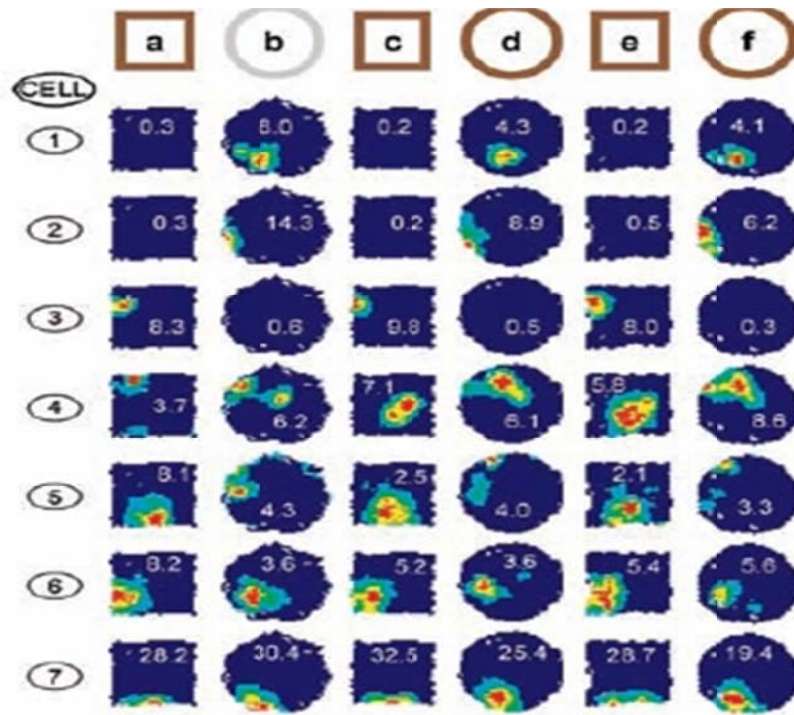 a b c d e f
CELL
1 0.3 8.0 0.2 4.3 0.2 4.1
2 0.3 14.3 0.2 8.9 0.5 6.2
3 8.3 0.6 9.8 0.5 8.0 0.3
4 3.7 6.2 7.1 6.1 5.8 8.6
5 8.1 4.3 2.5 4.0 2.1 3.3
6 8.2 3.6 5.2 3.6 5.4 5.6
7 28.2 30.4 32.5 25.4 28.7 19.4